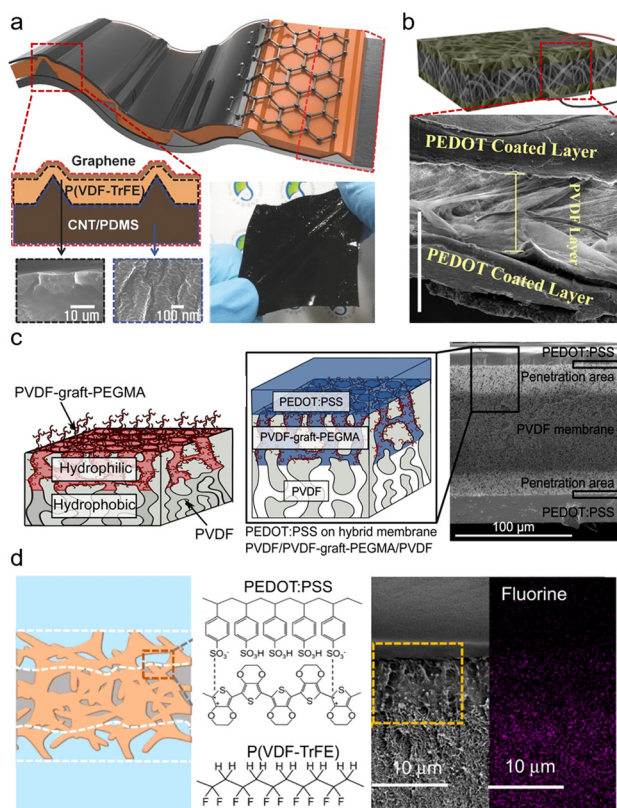 a
Graphene
P(VDF-TrFE)
CNT/PDMS
10 um
100 nm
b
PEDOT Coated Layer
PVDF Layer
PEDOT Coated Layer
c
PVDF-graft-PEGMA
Hydrophilic
Hydrophobic
PVDF
PEDOT:PSS
PVDF-graft-PEGMA
PVDF
PEDOT:PSS on hybrid membrane
PVDF/PVDF-graft-PEGMA/PVDF
PEDOT:PSS
Penetration area
PVDF membrane
Penetration area
PEDOT:PSS
100 μm
d
PEDOT:PSS
SO₃⁻ SO₃H SO₃H SO₃H SO₃⁻
S S S S S
O O O O O O O O O O
P(VDF-TrFE)
H H H H H H H H
F F F F F F F F
10 μm
Fluorine
10 μm